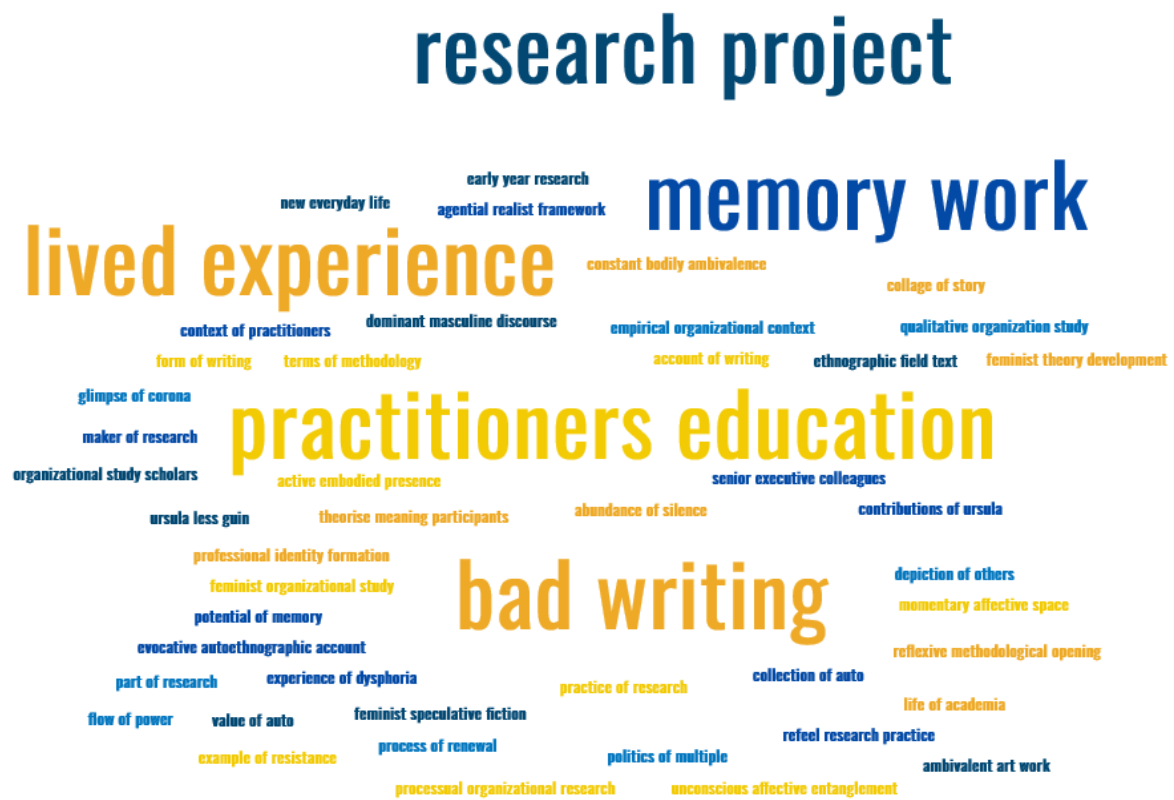 research project
memory work
early year research
new everyday life
agential realist framework
lived experience
constant bodily ambivalence
collage of story
context of practitioners
dominant masculine discourse
empirical organizational context
qualitative organization study
form of writing
terms of methodology
account of writing
ethnographic field text
feminist theory development
glimpse of corona
practitioners education
maker of research
organizational study scholars
active embodied presence
senior executive colleagues
ursula less guin
theorise meaning participants
abundance of silence
contributions of ursula
professional identity formation
bad writing
feminist organizational study
depiction of others
potential of memory
momentary affective space
evocative autoethnographic account
reflexive methodological opening
part of research
experience of dysphoria
practice of research
collection of auto
life of academia
flow of power
value of auto
feminist speculative fiction
refeel research practice
example of resistance
process of renewal
politics of multiple
ambivalent art work
processual organizational research
unconscious affective entanglement